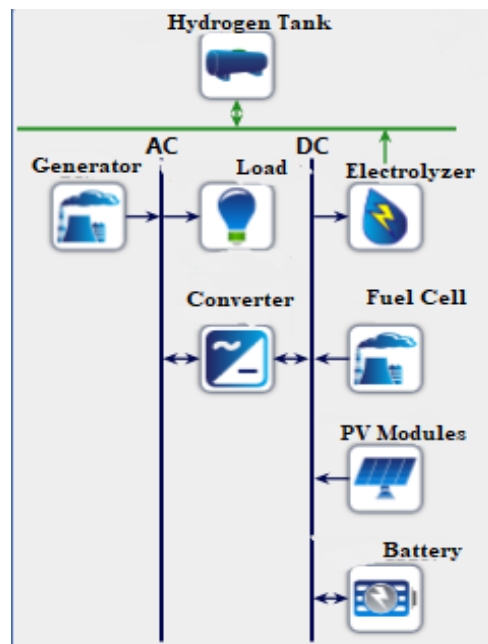 Hydrogen Tank
AC
DC
Generator
Load
Electrolyzer
Converter
Fuel Cell
PV Modules
Battery